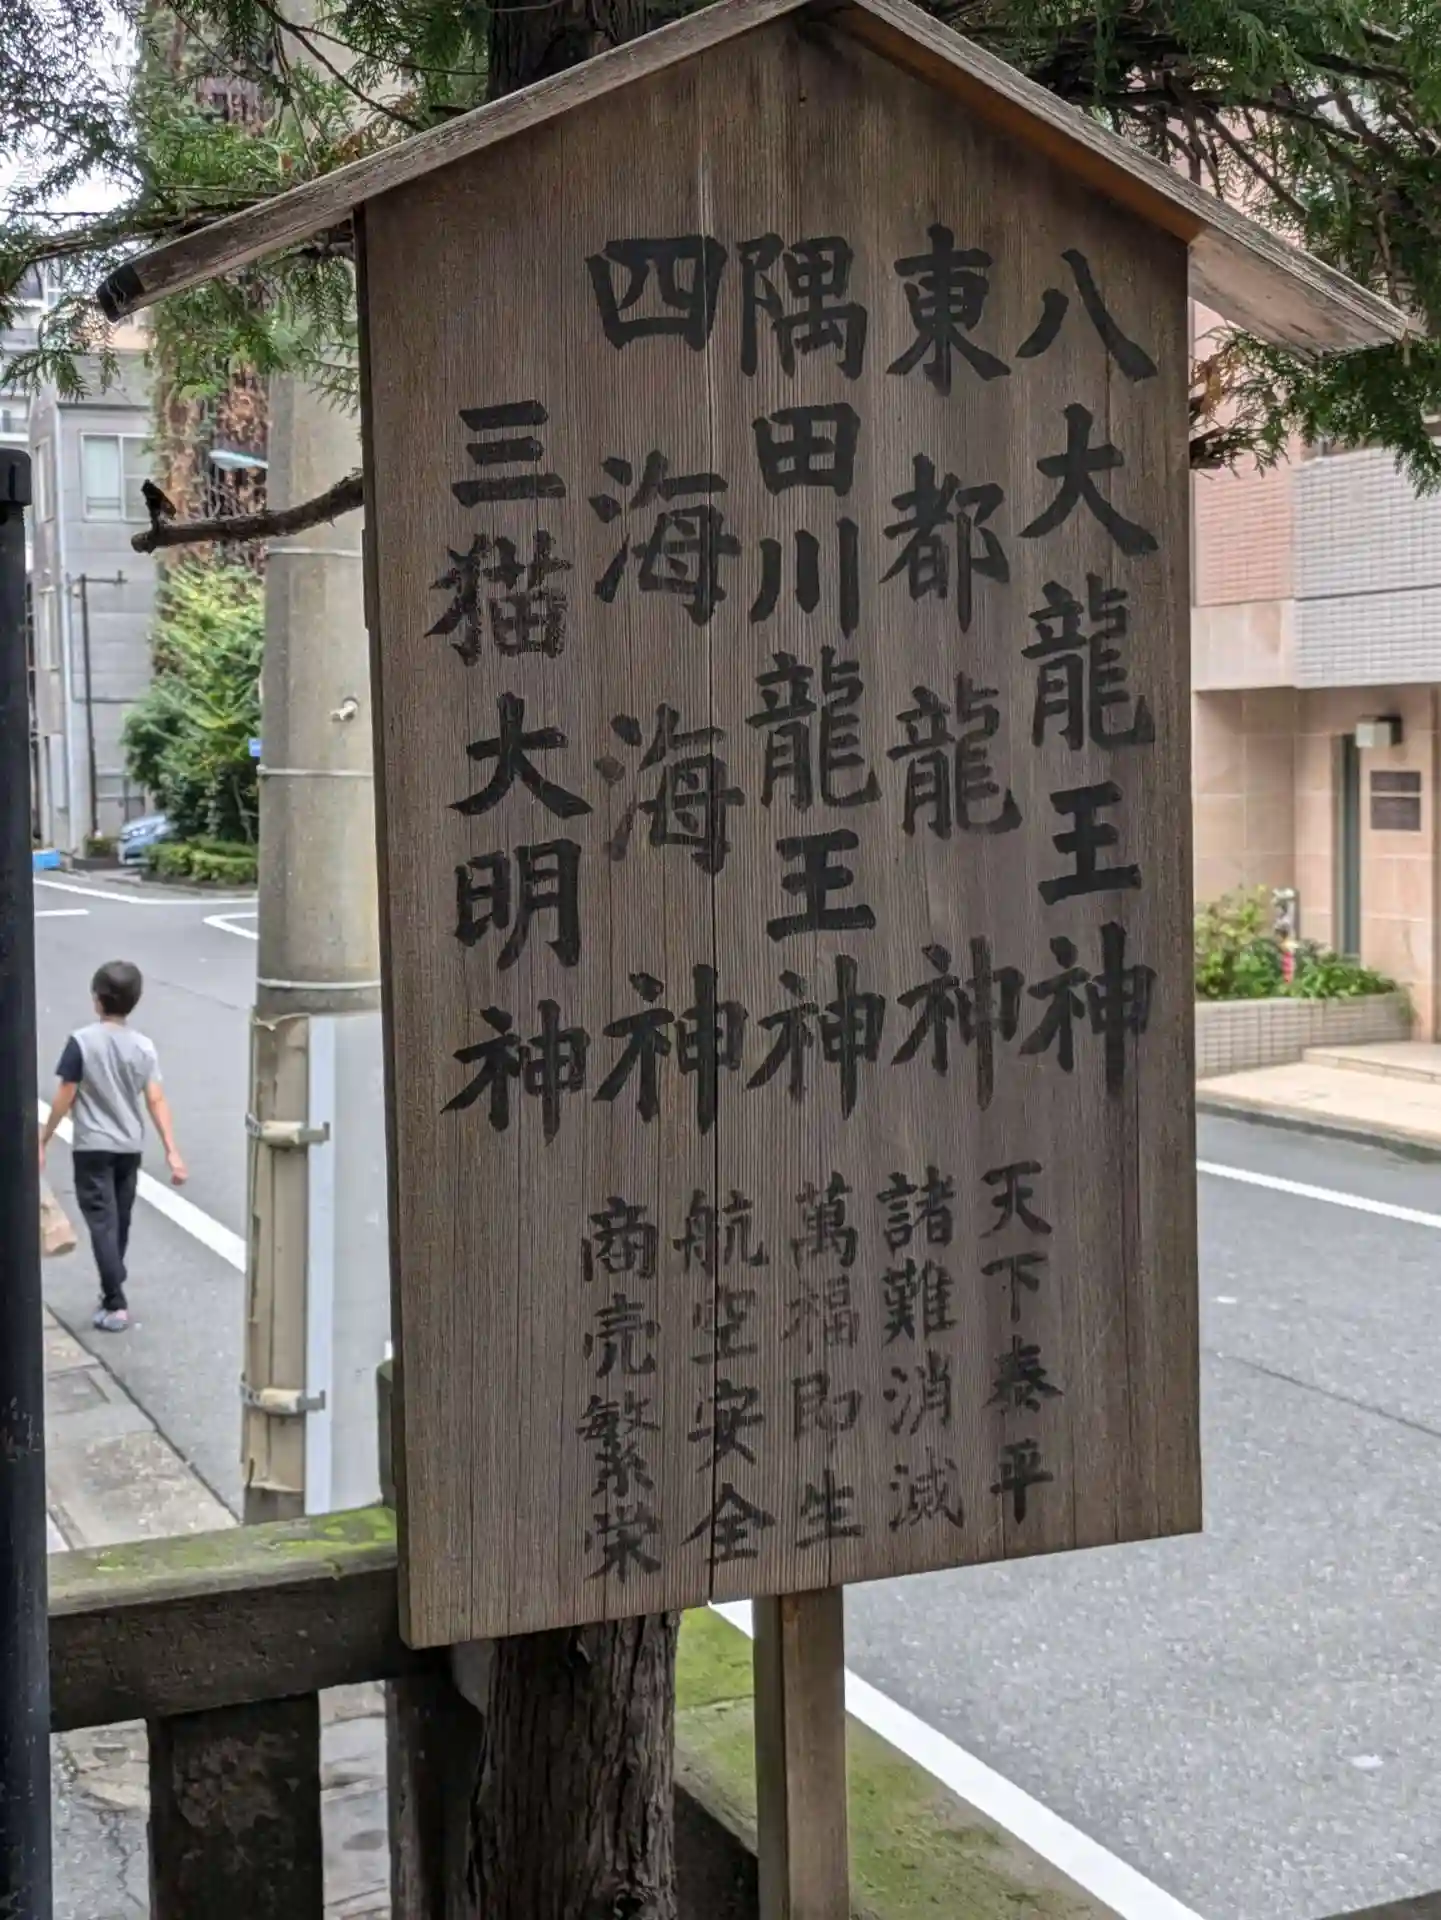 八大龍王神
東都龍神
隅田川龍王神
四海海神
三猫大明神
天下泰平
諸難消滅
萬福即生
航空安全
商売繁栄